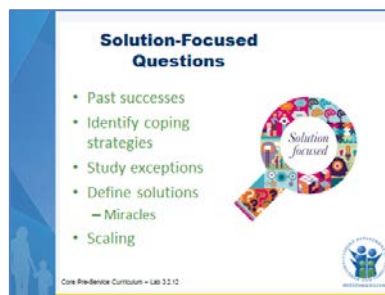 Solution-Focused
Questions
• Past successes
• Identify coping
strategies
• Study exceptions
• Define solutions
– Miracles
• Scaling
Solution
focused
Core Pre-Service Curriculum – Lab 3.2.12